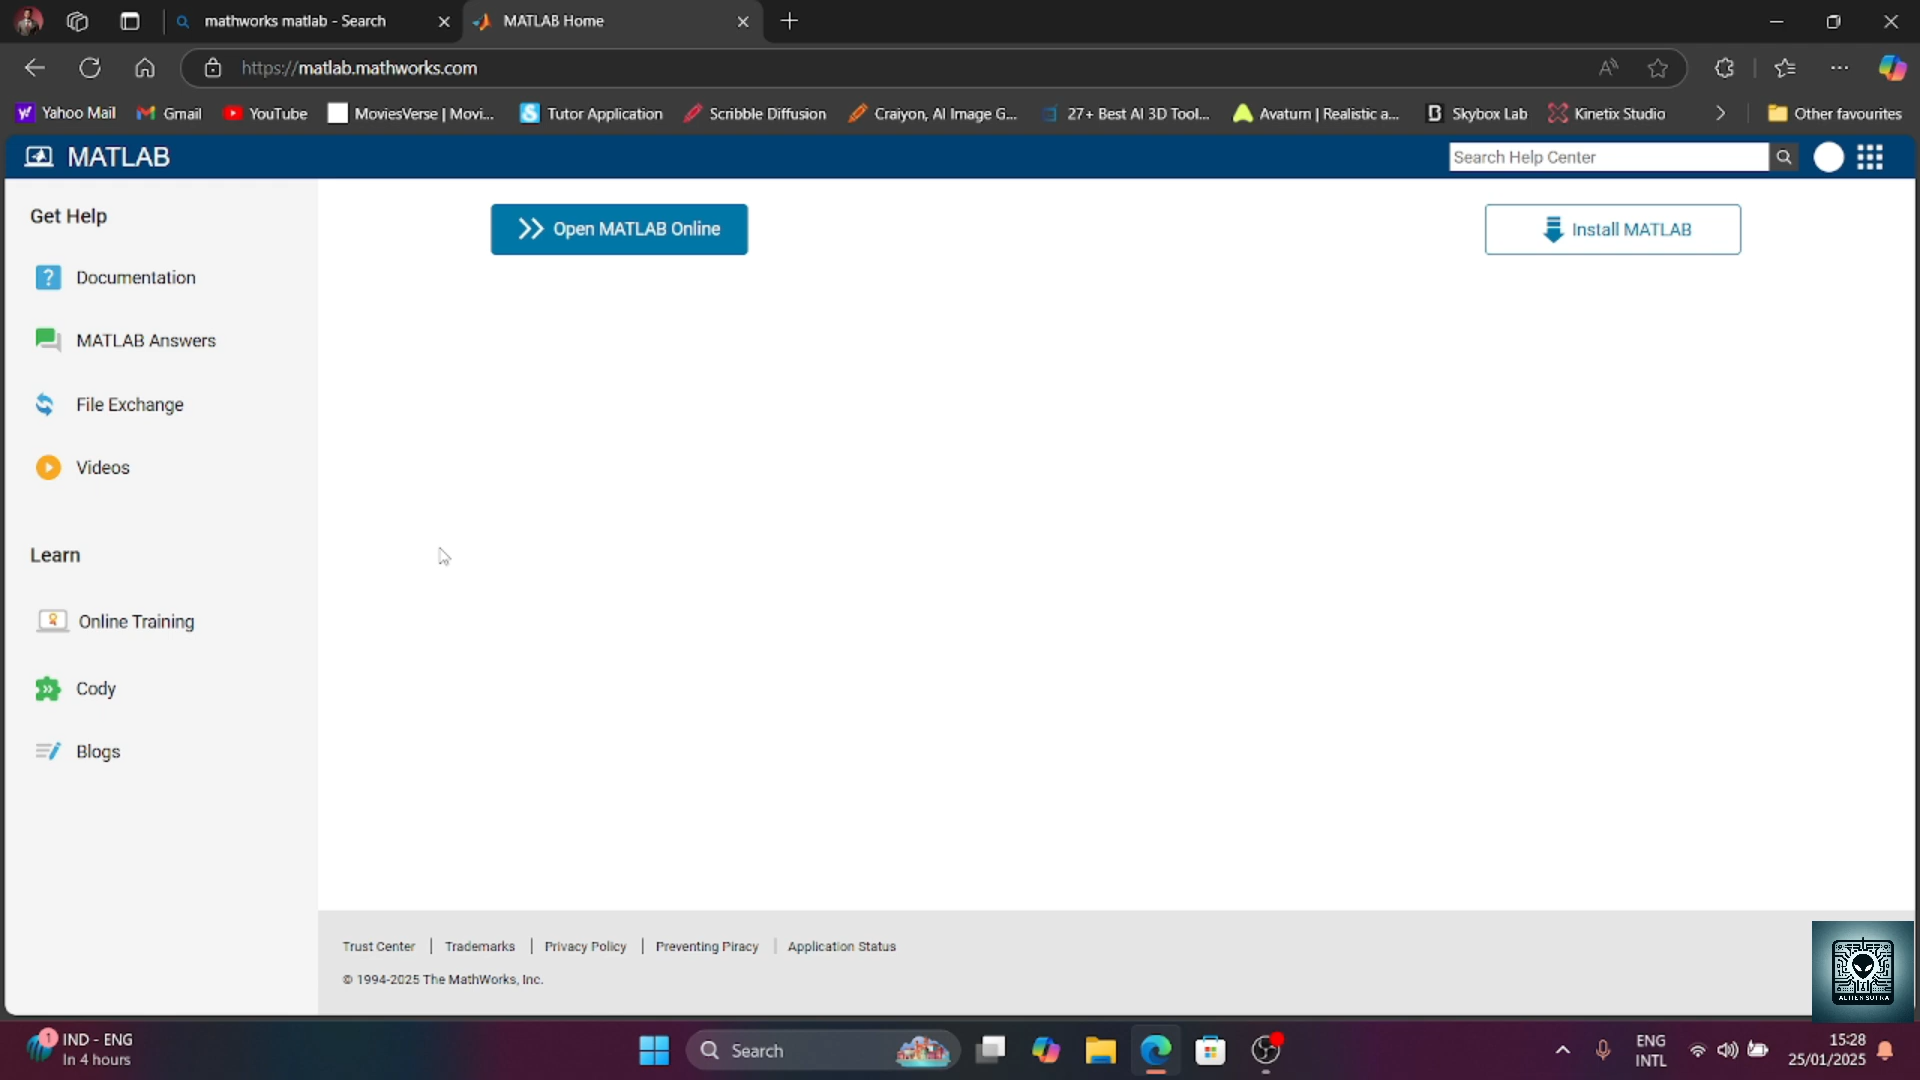 mathworks matlab - Search
MATLAB Home
https://matlab.mathworks.com
Yahoo Mail
Gmail
YouTube
MoviesVerse | Movi...
Tutor Application
Scribble Diffusion
Craiyon, AI Image G...
27+ Best AI 3D Tool...
Avaturn | Realistic a...
Skybox Lab
Kinetix Studio
Other favourites
MATLAB
Search Help Center
Get Help
Documentation
MATLAB Answers
File Exchange
Videos
Learn
Online Training
Cody
Blogs
Open MATLAB Online
Install MATLAB
Trust Center
Trademarks
Privacy Policy
Preventing Piracy
Application Status
© 1994-2025 The MathWorks, Inc.
ALIEN SUTRA
1
IND - ENG
In 4 hours
Search
ENG
INTL
15:28
25/01/2025